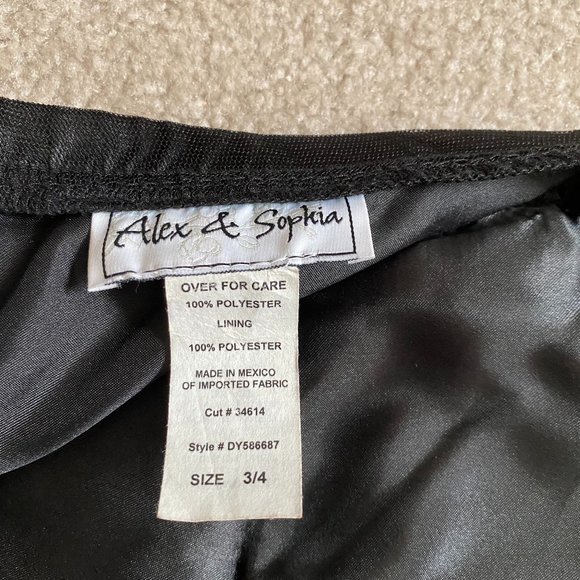 Alex & Sophia
OVER FOR CARE
100% POLYESTER
LINING
100% POLYESTER
MADE IN MEXICO
OF IMPORTED FABRIC
Cut # 34614
Style # DY586687
SIZE 3/4